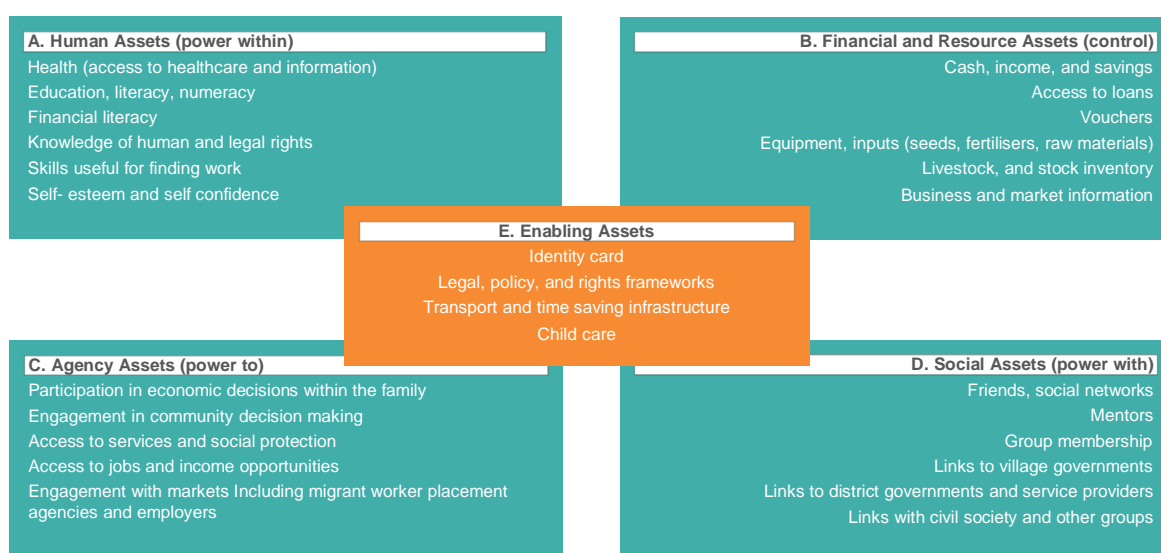 A. Human Assets (power within)
Health (access to healthcare and information)
Education, literacy, numeracy
Financial literacy
Knowledge of human and legal rights
Skills useful for finding work
Self- esteem and self confidence
B. Financial and Resource Assets (control)
Cash, income, and savings
Access to loans
Vouchers
Equipment, inputs (seeds, fertilisers, raw materials)
Livestock, and stock inventory
Business and market information
E. Enabling Assets
Identity card
Legal, policy, and rights frameworks
Transport and time saving infrastructure
Child care
C. Agency Assets (power to)
Participation in economic decisions within the family
Engagement in community decision making
Access to services and social protection
Access to jobs and income opportunities
Engagement with markets Including migrant worker placement
agencies and employers
D. Social Assets (power with)
Friends, social networks
Mentors
Group membership
Links to village governments
Links to district governments and service providers
Links with civil society and other groups